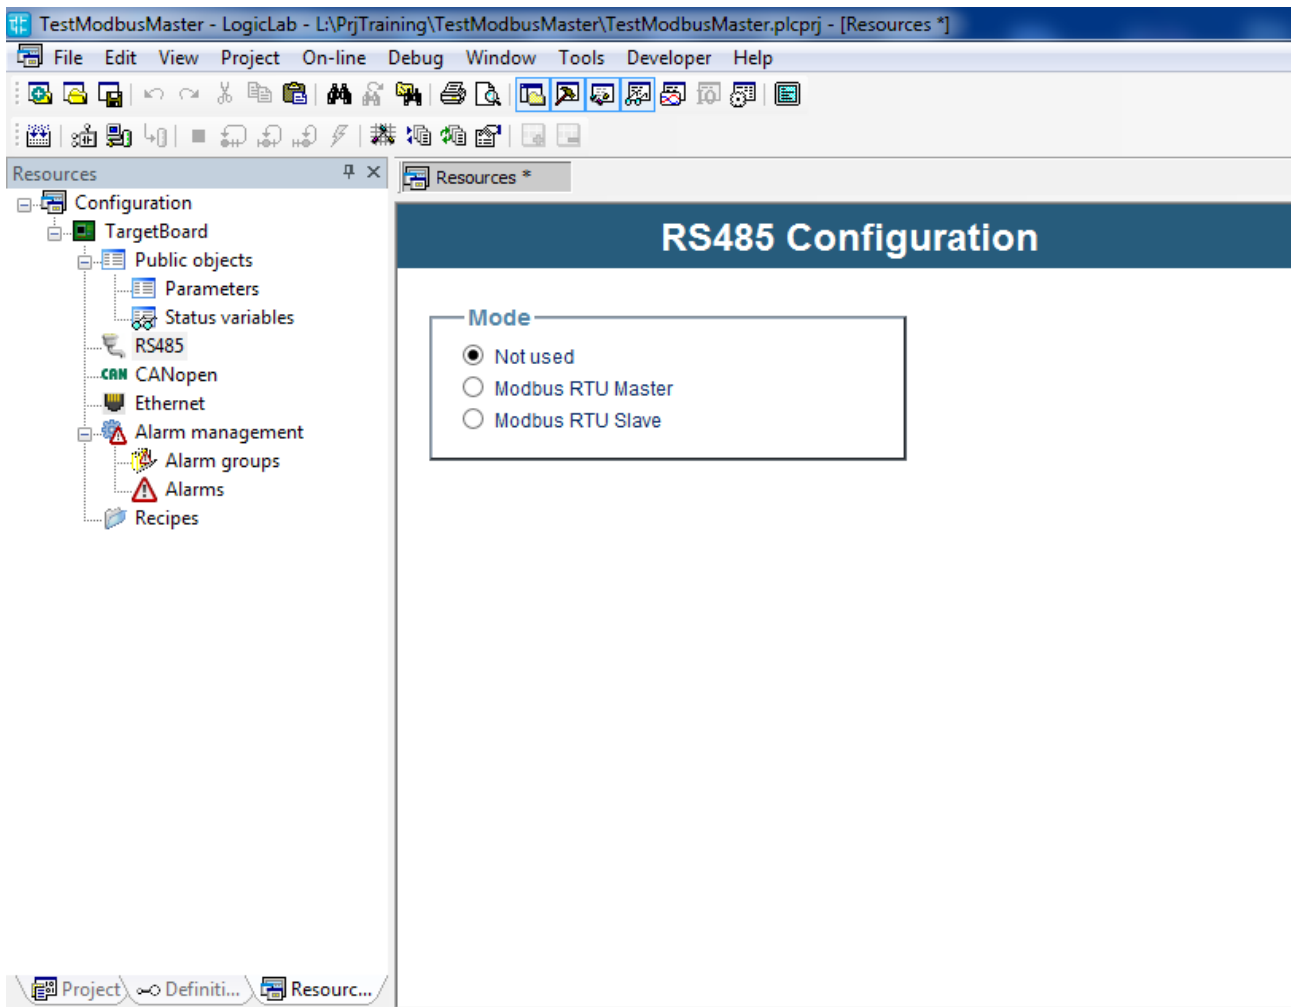 TestModbusMaster - LogicLab - L:\PrjTraining\TestModbusMaster\TestModbusMaster.plcprj - [Resources *]
File Edit View Project On-line Debug Window Tools Developer Help
Resources
Resources *
Configuration
TargetBoard
Public objects
Parameters
Status variables
RS485
CAN CANopen
Ethernet
Alarm management
Alarm groups
Alarms
Recipes
RS485 Configuration
Mode
Not used
Modbus RTU Master
Modbus RTU Slave
Project Definiti... Resourc...